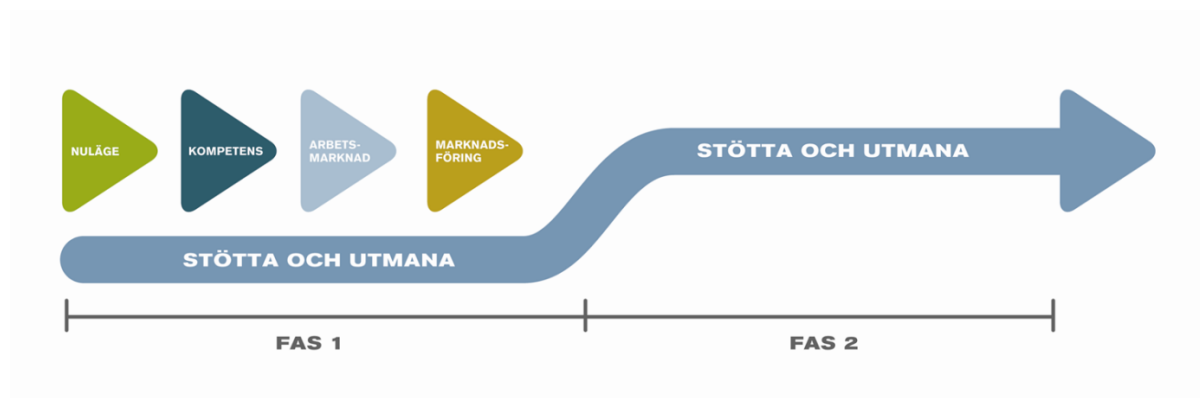 NULÄGE
KOMPETENS
ARBETS-
MARKNAD
MARKNADS-
FÖRING
STÖTTA OCH UTMANA
STÖTTA OCH UTMANA
FAS 1
FAS 2